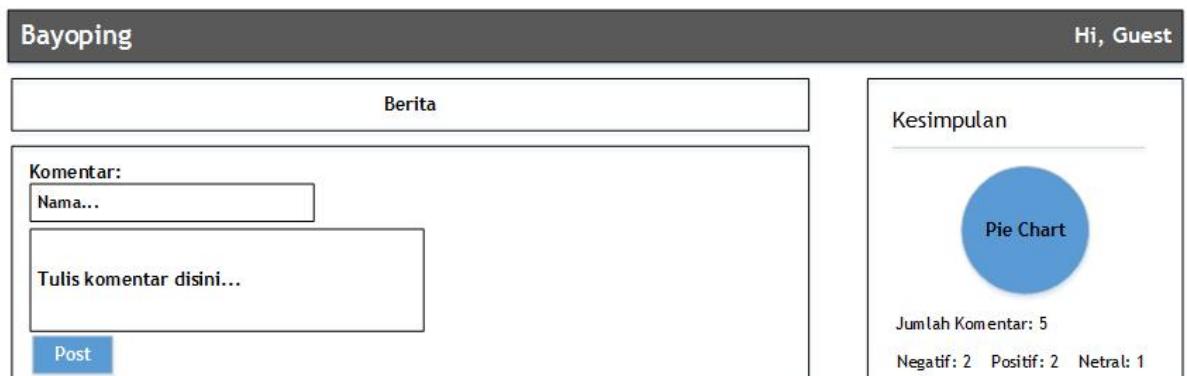 Bayoping
Hi, Guest
Berita
Komentar:
Nama...
Tulis komentar disini...
Post
Kesimpulan
Pie Chart
Jumlah Komentar: 5
Negatif: 2 Positif: 2 Netral: 1